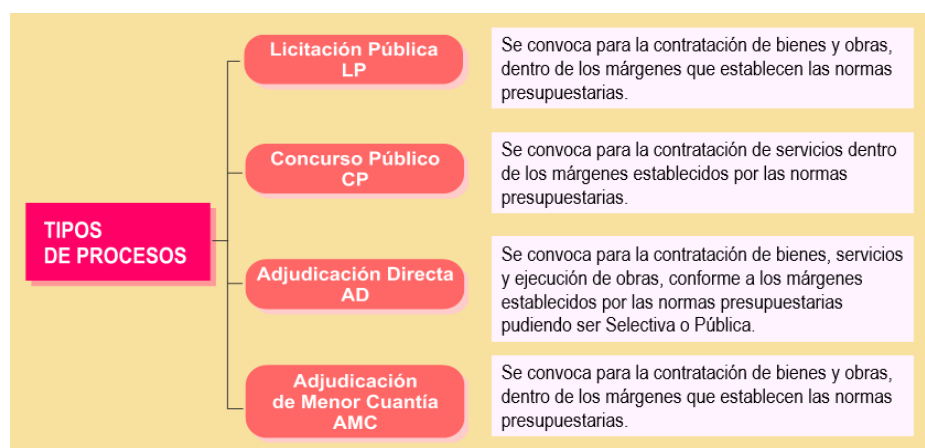 TIPOS
DE PROCESOS
Licitación Pública
LP
Se convoca para la contratación de bienes y obras,
dentro de los márgenes que establecen las normas
presupuestarias.
Concurso Público
CP
Se convoca para la contratación de servicios dentro
de los márgenes establecidos por las normas
presupuestarias.
Adjudicación Directa
AD
Se convoca para la contratación de bienes, servicios
y ejecución de obras, conforme a los márgenes
establecidos por las normas presupuestarias
pudiendo ser Selectiva o Pública.
Adjudicación
de Menor Cuantía
AMC
Se convoca para la contratación de bienes y obras,
dentro de los márgenes que establecen las normas
presupuestarias.